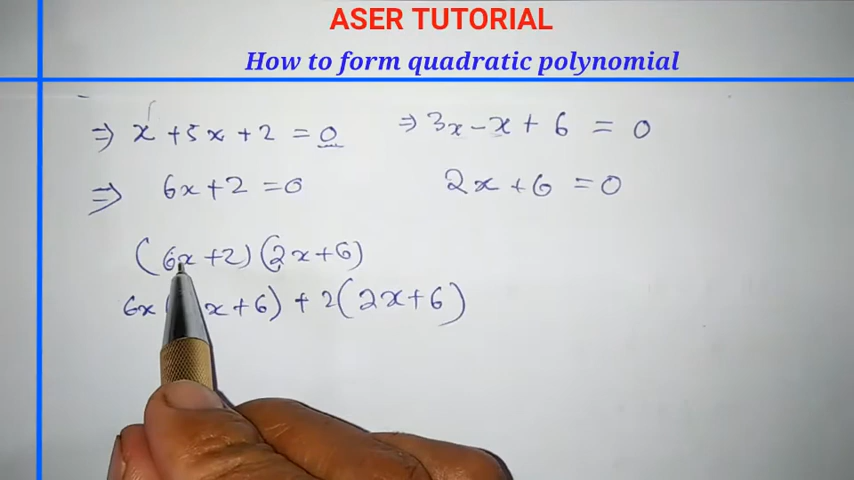 ASER TUTORIAL
How to form quadratic polynomial
⇒ x + 5x + 2 = 0
⇒ 3x - x + 6 = 0
⇒ 6x + 2 = 0
2x + 6 = 0
(6x + 2) (2x + 6)
6x ( x + 6) + 2(2x + 6)